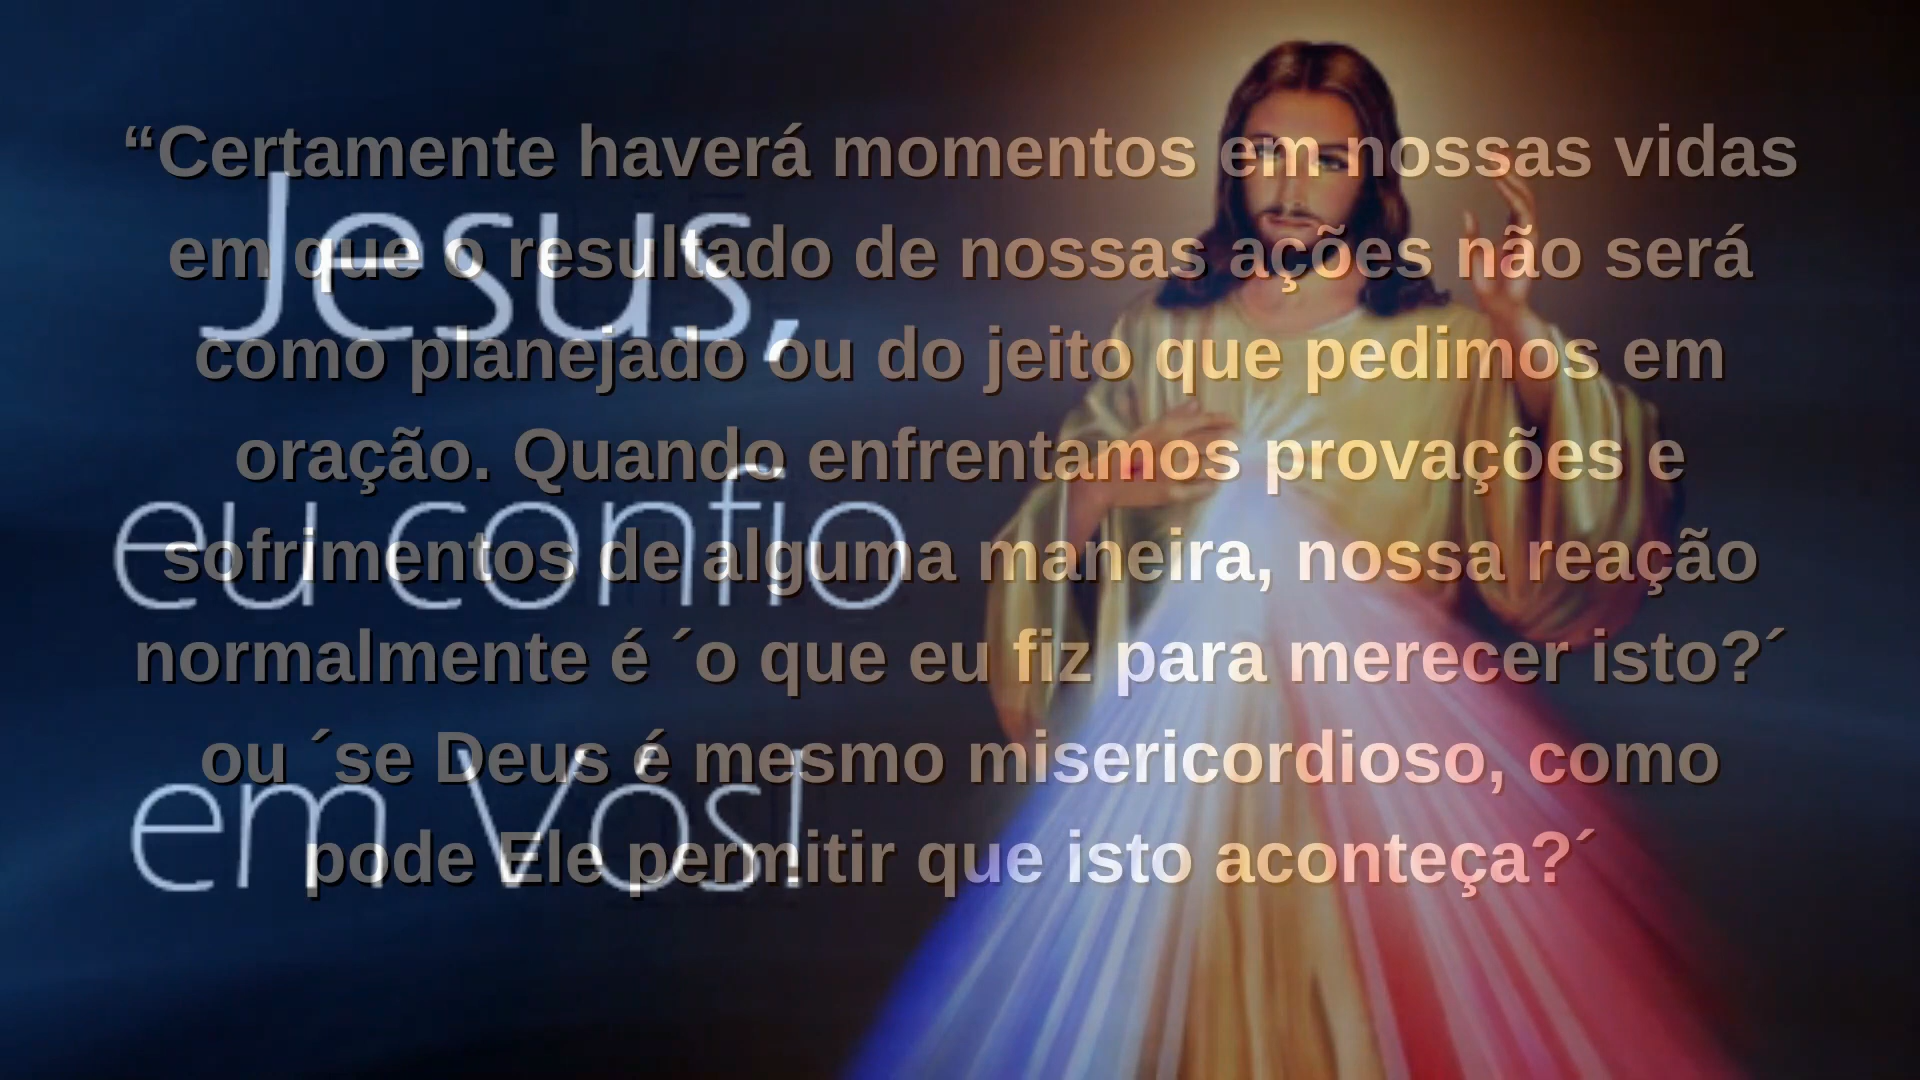 “Certamente haverá momentos em nossas vidas
em que o resultado de nossas ações não será
como planejado ou do jeito que pedimos em
oração. Quando enfrentamos provações e
sofrimentos de alguma maneira, nossa reação
normalmente é ´o que eu fiz para merecer isto?´
ou ´se Deus é mesmo misericordioso, como
pode Ele permitir que isto aconteça?´
Jesus,
eu confio
em Vós!